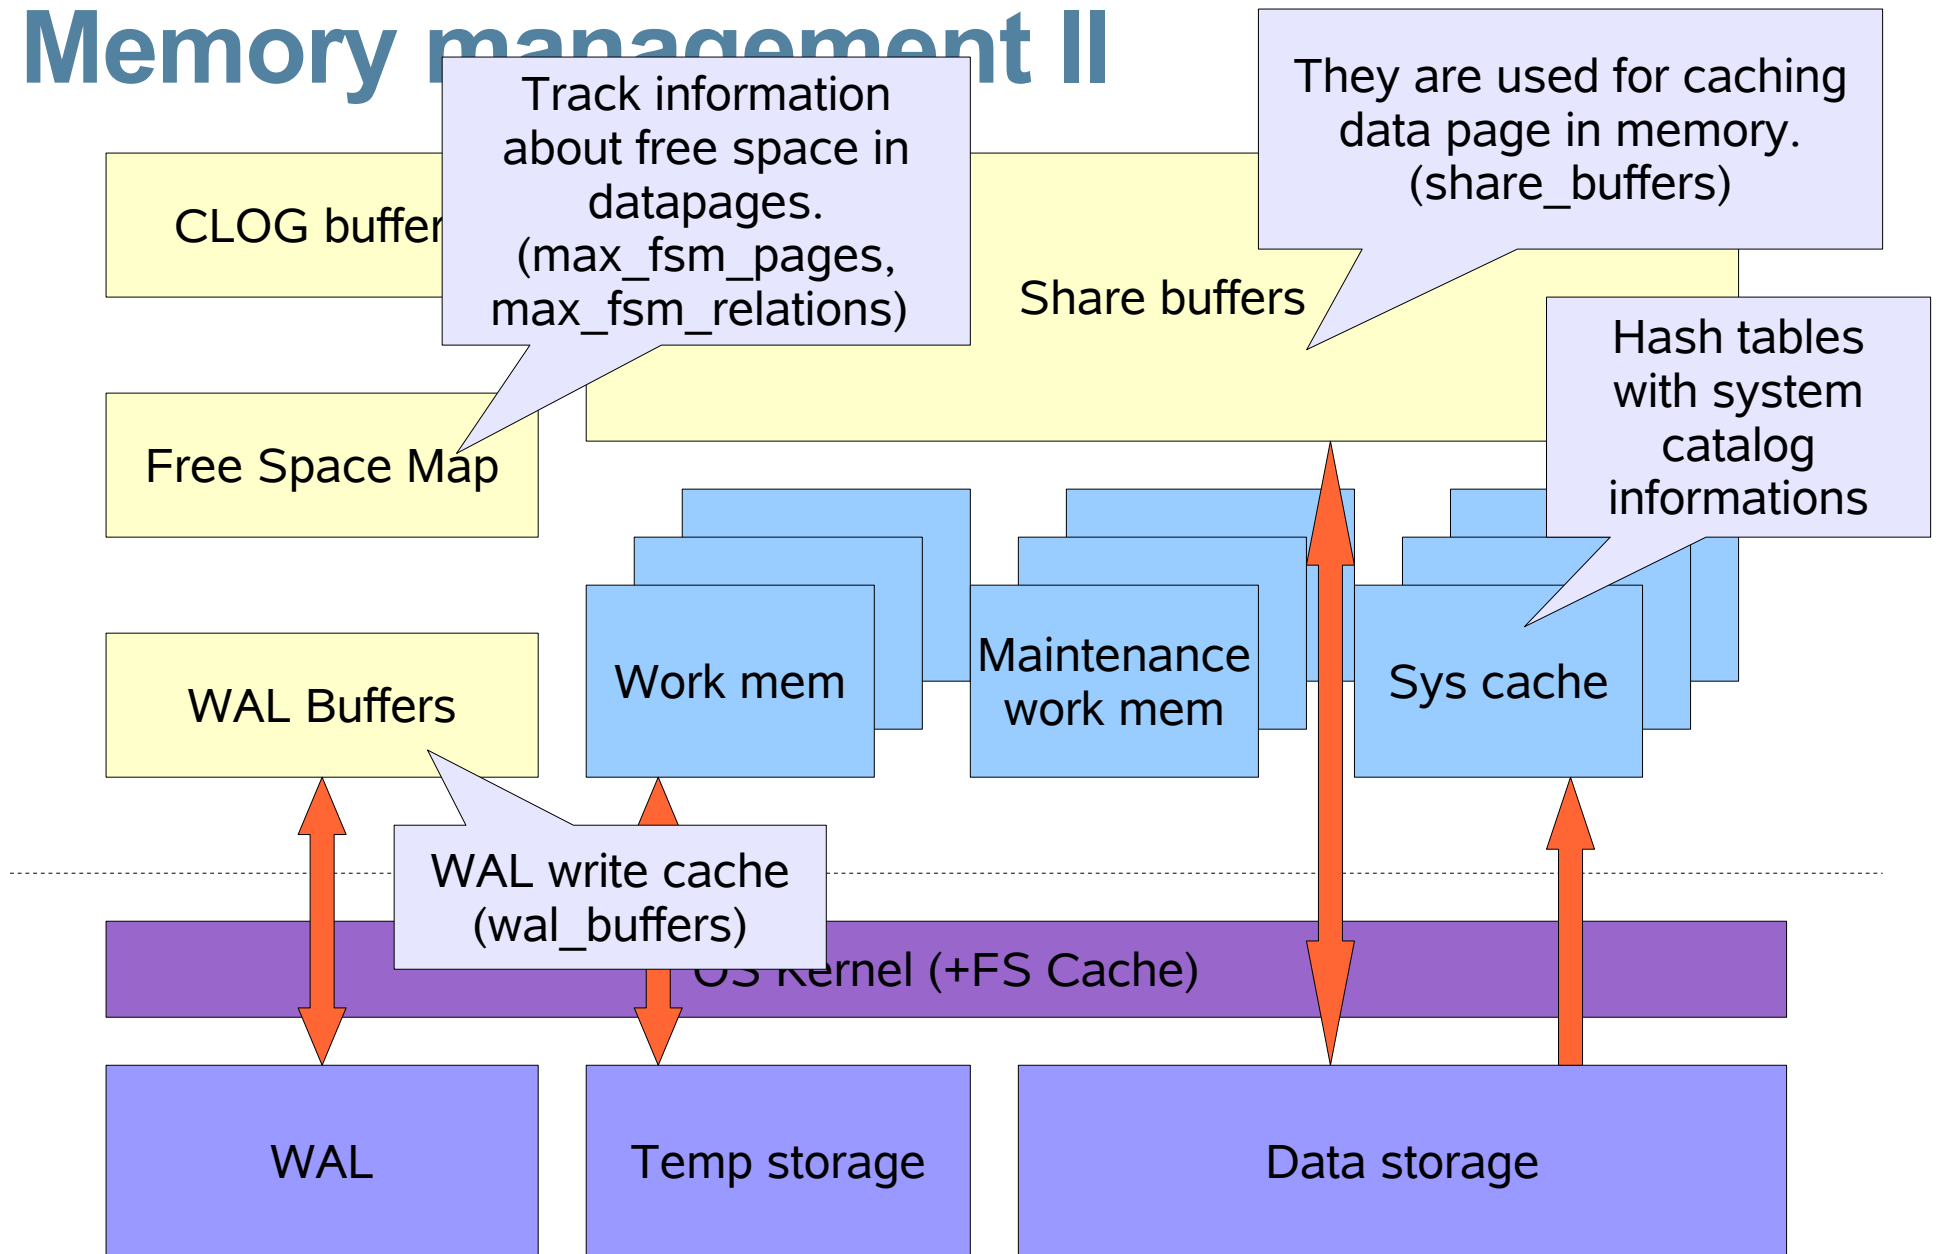 Memory management II
Track information
about free space in
datapages.
(max_fsm_pages,
max_fsm_relations)
They are used for caching
data page in memory.
(share_buffers)
CLOG buffer
Share buffers
Hash tables
with system
catalog
informations
Free Space Map
WAL Buffers
Work mem
Maintenance
work mem
Sys cache
WAL write cache
(wal_buffers)
OS Kernel (+FS Cache)
WAL
Temp storage
Data storage